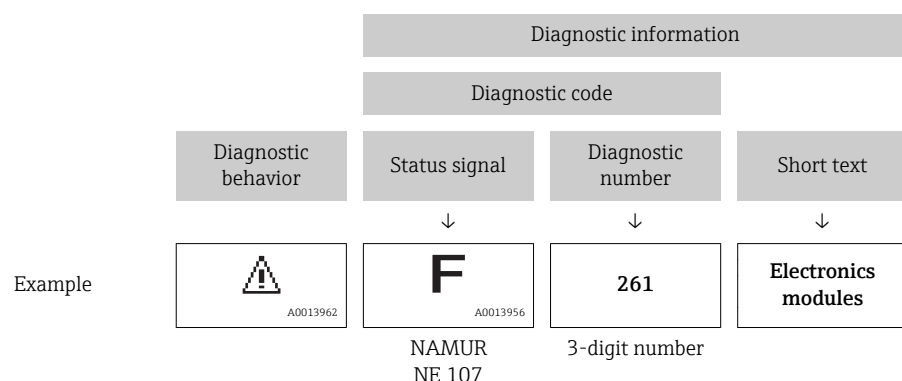 Diagnostic information
Diagnostic code
Diagnostic
behavior
Status signal
Diagnostic
number
Short text
↓
↓
↓
Example
A0013962
F
A0013956
261
Electronics
modules
NAMUR
NE 107
3-digit number